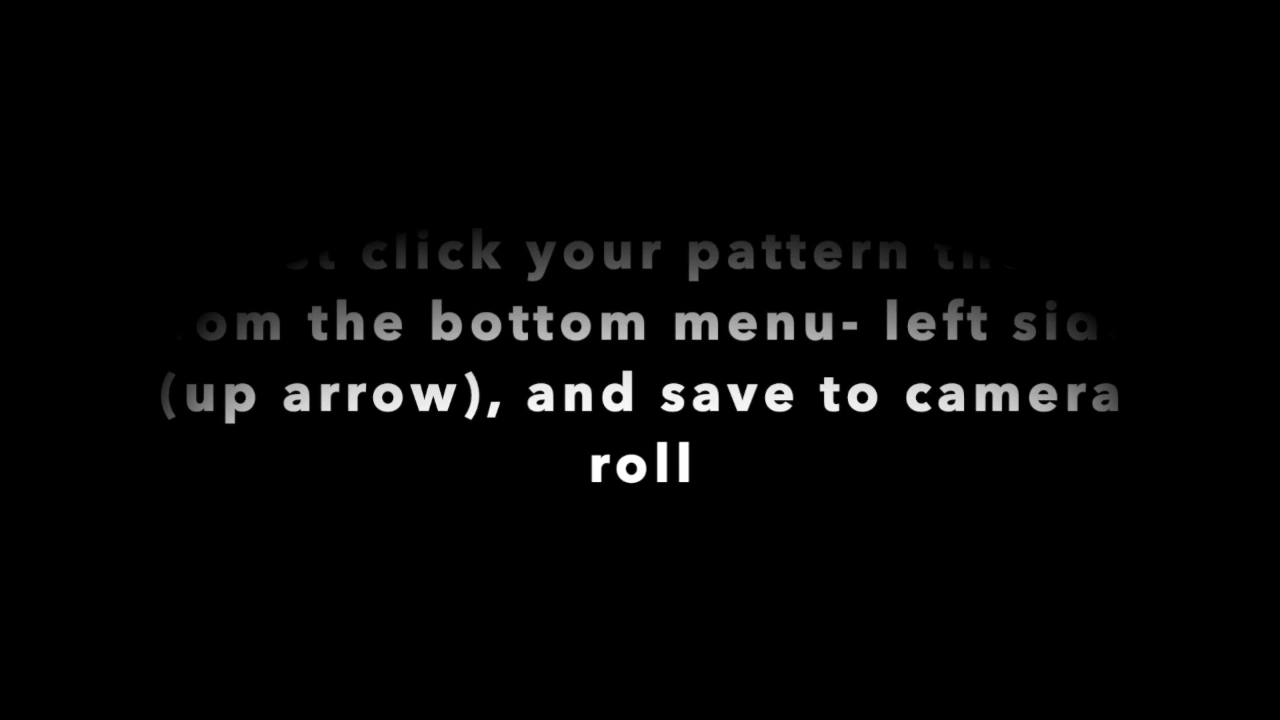 click your pattern
the bottom menu- left
(up arrow), and save to camera
roll